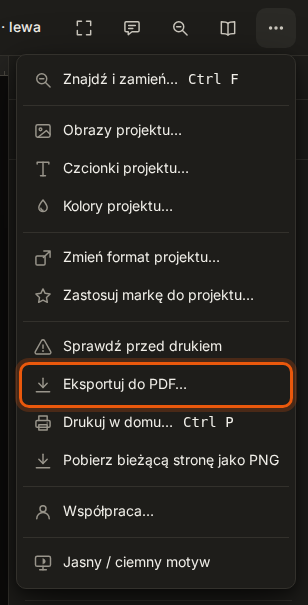 · lewa
Znajdź i zamień... Ctrl F
Obrazy projektu...
Czcionki projektu...
Kolory projektu...
Zmień format projektu...
Zastosuj markę do projektu...
Sprawdź przed drukiem
Eksportuj do PDF...
Drukuj w domu... Ctrl P
Pobierz bieżącą stronę jako PNG
Współpraca...
Jasny / ciemny motyw